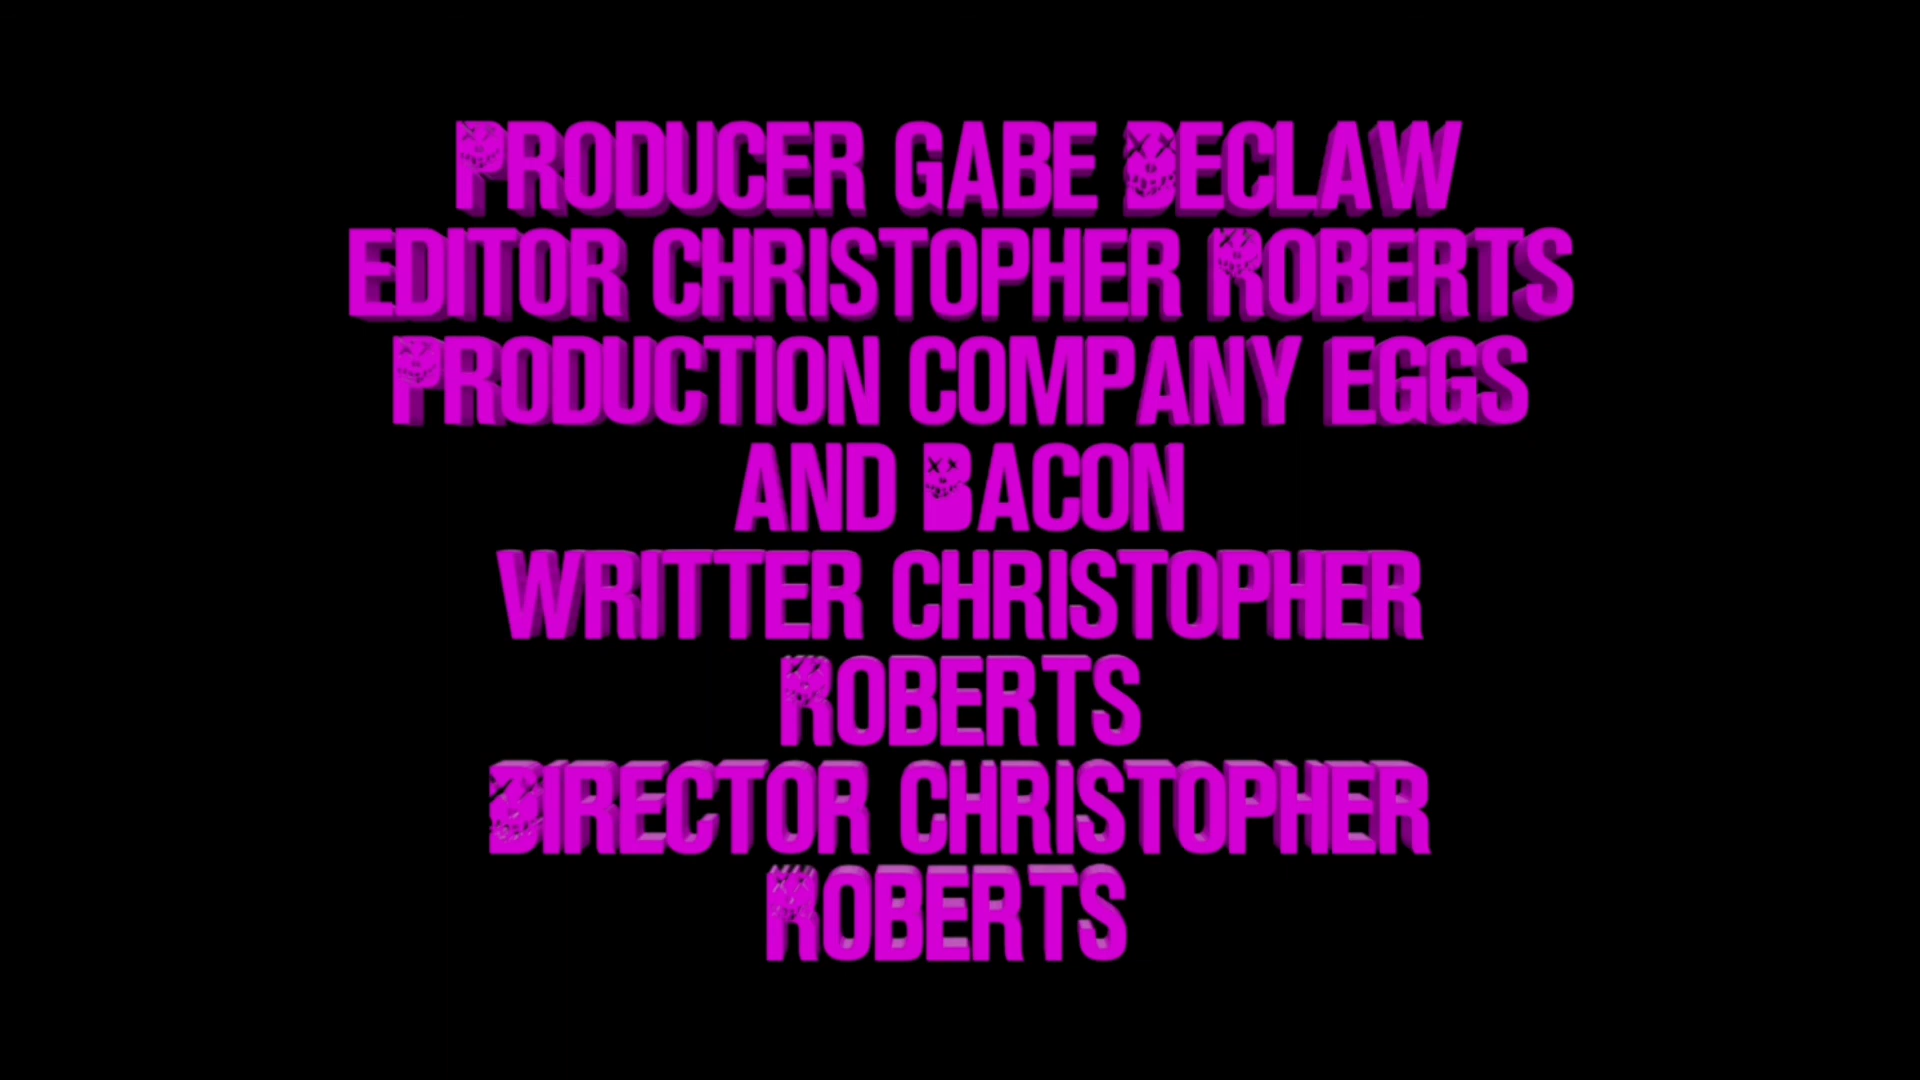 PRODUCER GABE DECLAW
EDITOR CHRISTOPHER ROBERTS
PRODUCTION COMPANY EGGS
AND BACON
WRITTER CHRISTOPHER
ROBERTS
DIRECTOR CHRISTOPHER
ROBERTS